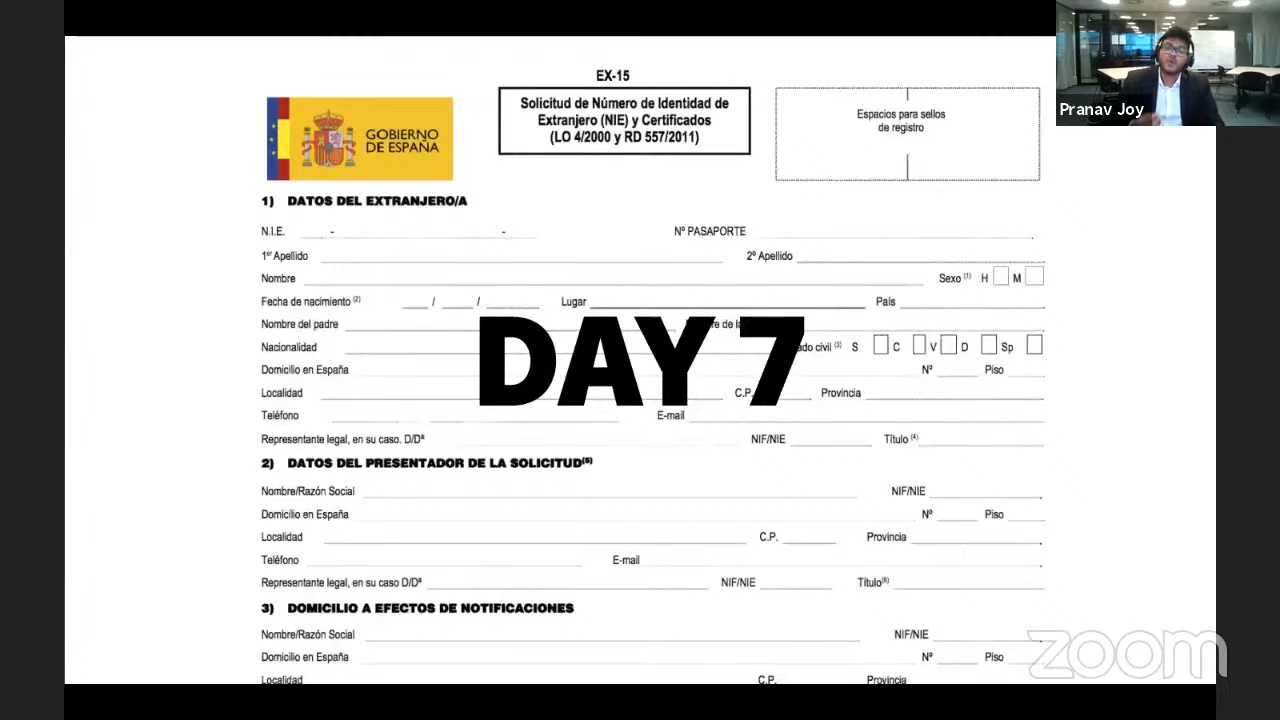 Pranav Joy
EX-15
GOBIERNO
DE ESPAÑA
Solicitud de Número de Identidad de
Extranjero (NIE) y Certificados
(LO 4/2000 y RD 557/2011)
Espacios para sellos
de registro
1) DATOS DEL EXTRANJERO/A
N.I.E. - - Nº PASAPORTE
1er Apellido 2º Apellido
Nombre Sexo (1) H M
Fecha de nacimiento (2) / / Lugar País
Nombre del padre de la
DAY 7
Nacionalidad civil (3) S C V D Sp
Domicilio en España Nº Piso
Localidad C.P. Provincia
Teléfono E-mail
Representante legal, en su caso. D/Dª NIF/NIE Título (4)
2) DATOS DEL PRESENTADOR DE LA SOLICITUD(5)
Nombre/Razón Social NIF/NIE
Domicilio en España Nº Piso
Localidad C.P. Provincia
Teléfono E-mail
Representante legal, en su caso D/Dª NIF/NIE Título(6)
3) DOMICILIO A EFECTOS DE NOTIFICACIONES
Nombre/Razón Social NIF/NIE
Domicilio en España Nº Piso
Localidad C.P. Provincia
zoom